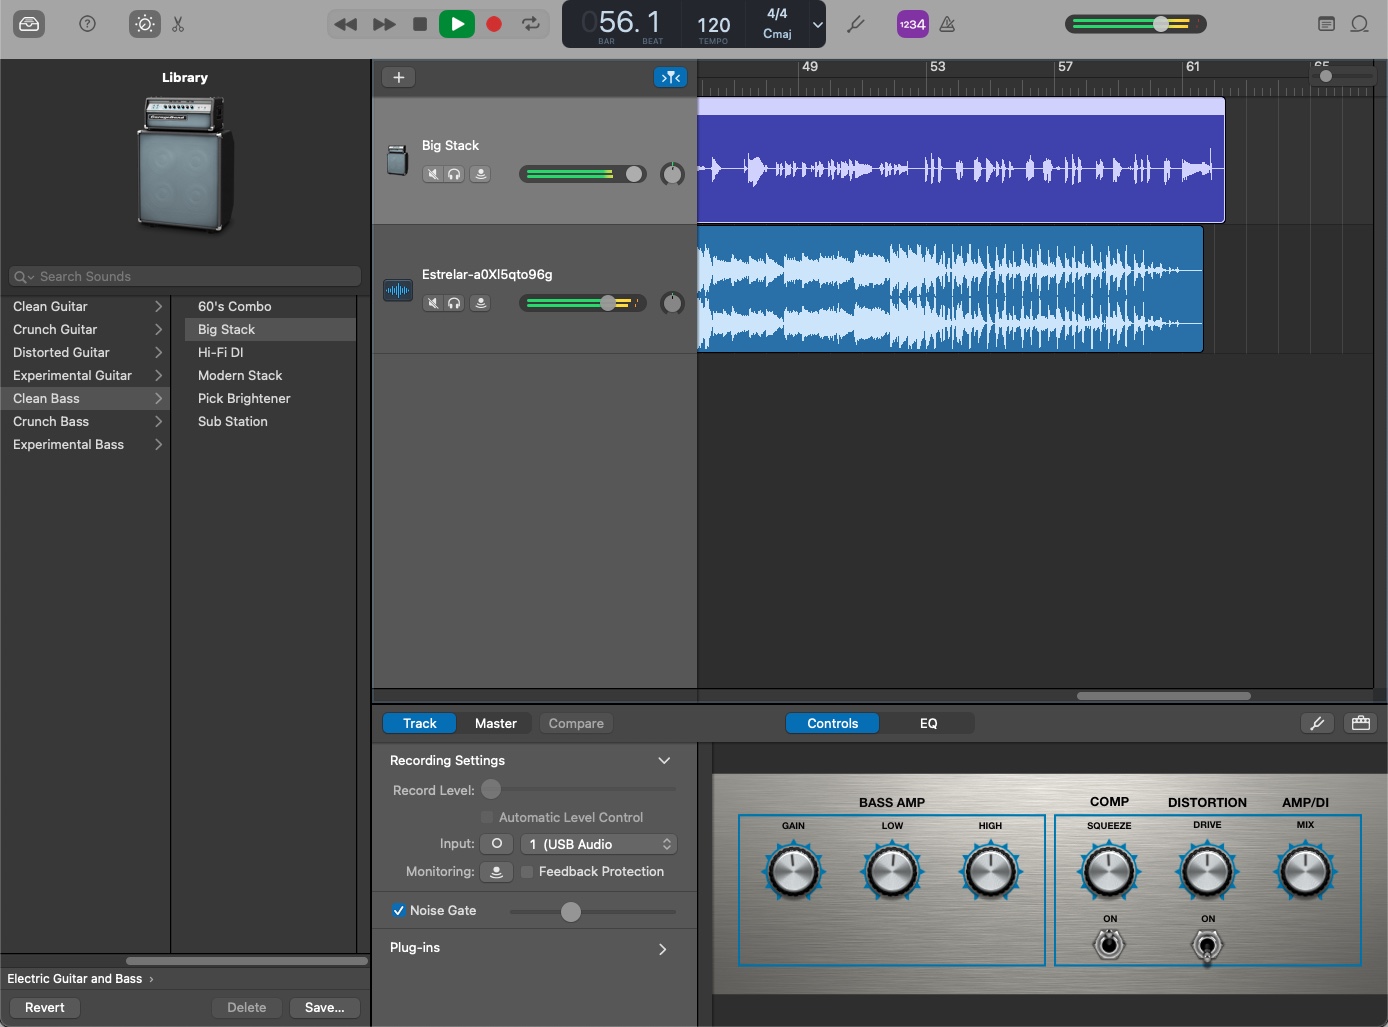 056.1
BAR BEAT
120
TEMPO
4/4
Cmaj
1234
Library
GarageBand
Search Sounds
Clean Guitar
Crunch Guitar
Distorted Guitar
Experimental Guitar
Clean Bass
Crunch Bass
Experimental Bass
60's Combo
Big Stack
Hi-Fi DI
Modern Stack
Pick Brightener
Sub Station
Electric Guitar and Bass
Revert
Delete
Save...
49 53 57 61 65
Big Stack
Estrelar-a0Xl5qto96g
Track
Master
Compare
Controls
EQ
Recording Settings
Record Level:
Automatic Level Control
Input:
1 (USB Audio
Monitoring:
Feedback Protection
Noise Gate
Plug-ins
BASS AMP
GAIN
LOW
HIGH
COMP
SQUEEZE
ON
DISTORTION
DRIVE
ON
AMP/DI
MIX